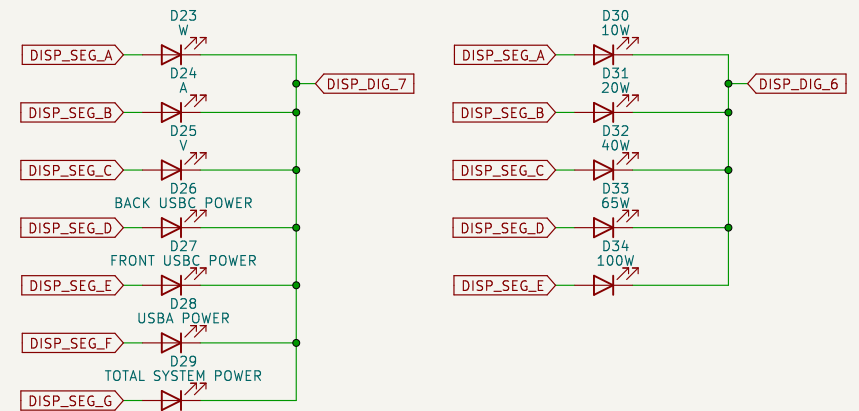 D23
W
DISP_SEG_A
D24
A
DISP_SEG_B
D25
V
DISP_SEG_C
D26
BACK USBC POWER
DISP_SEG_D
D27
FRONT USBC POWER
DISP_SEG_E
D28
USBA POWER
DISP_SEG_F
D29
TOTAL SYSTEM POWER
DISP_SEG_G
DISP_DIG_7
D30
10W
DISP_SEG_A
D31
20W
DISP_SEG_B
D32
40W
DISP_SEG_C
D33
65W
DISP_SEG_D
D34
100W
DISP_SEG_E
DISP_DIG_6